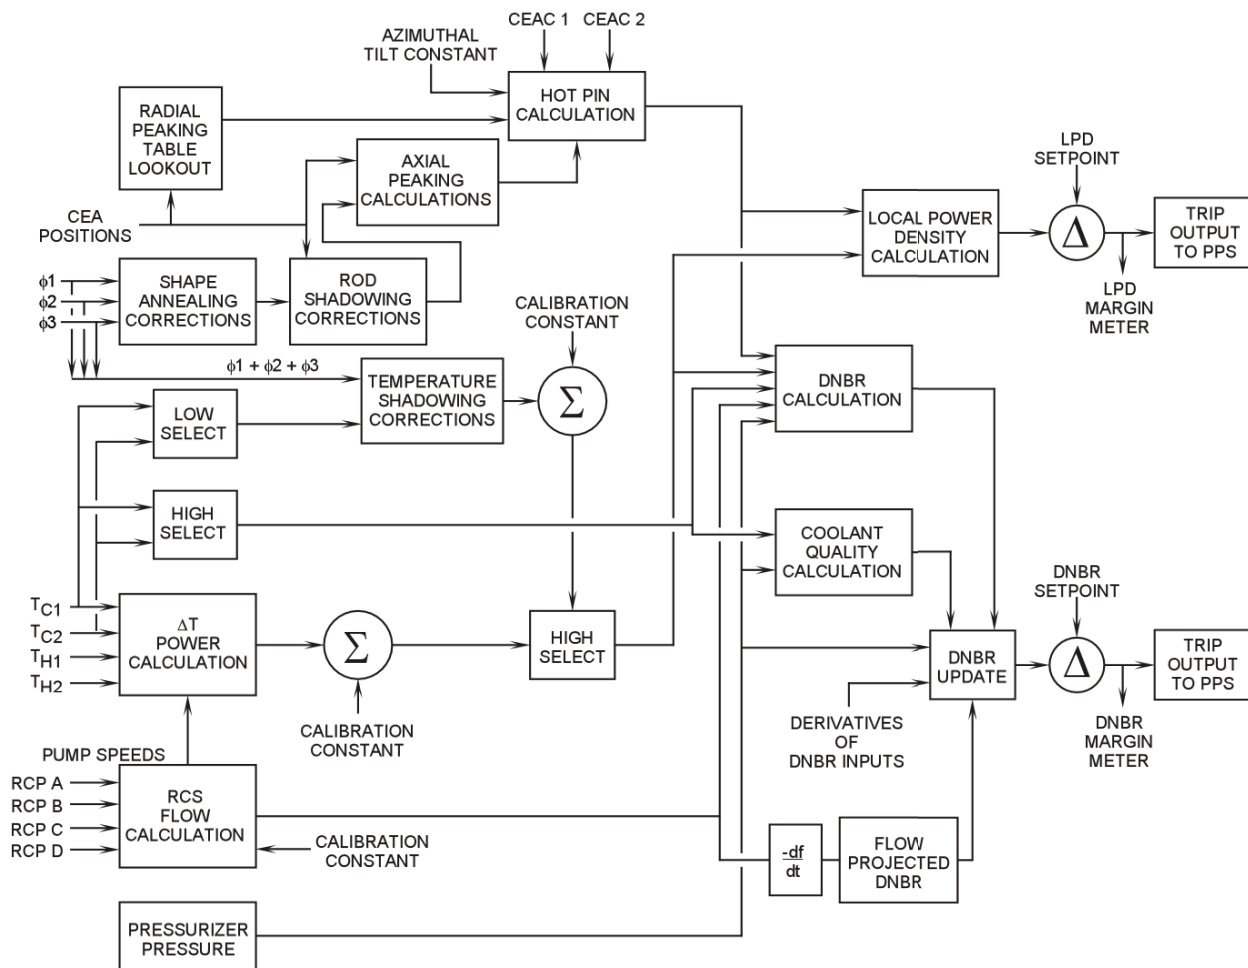 CEAC 1
CEAC 2
AZIMUTHAL
TILT CONSTANT
HOT PIN
CALCULATION
RADIAL
PEAKING
TABLE
LOOKOUT
AXIAL
PEAKING
CALCULATIONS
LPD
SETPOINT
CEA
POSITIONS
LOCAL POWER
DENSITY
CALCULATION
Δ
TRIP
OUTPUT
TO PPS
ϕ1
ϕ2
ϕ3
SHAPE
ANNEALING
CORRECTIONS
ROD
SHADOWING
CORRECTIONS
CALIBRATION
CONSTANT
LPD
MARGIN
METER
ϕ1 + ϕ2 + ϕ3
TEMPERATURE
SHADOWING
CORRECTIONS
Σ
DNBR
CALCULATION
LOW
SELECT
HIGH
SELECT
COOLANT
QUALITY
CALCULATION
TC1
TC2
TH1
TH2
ΔT
POWER
CALCULATION
Σ
HIGH
SELECT
DNBR
SETPOINT
DNBR
UPDATE
Δ
TRIP
OUTPUT
TO PPS
CALIBRATION
CONSTANT
DERIVATIVES
OF
DNBR INPUTS
DNBR
MARGIN
METER
PUMP SPEEDS
RCP A
RCP B
RCP C
RCP D
RCS
FLOW
CALCULATION
CALIBRATION
CONSTANT
-df
dt
FLOW
PROJECTED
DNBR
PRESSURIZER
PRESSURE